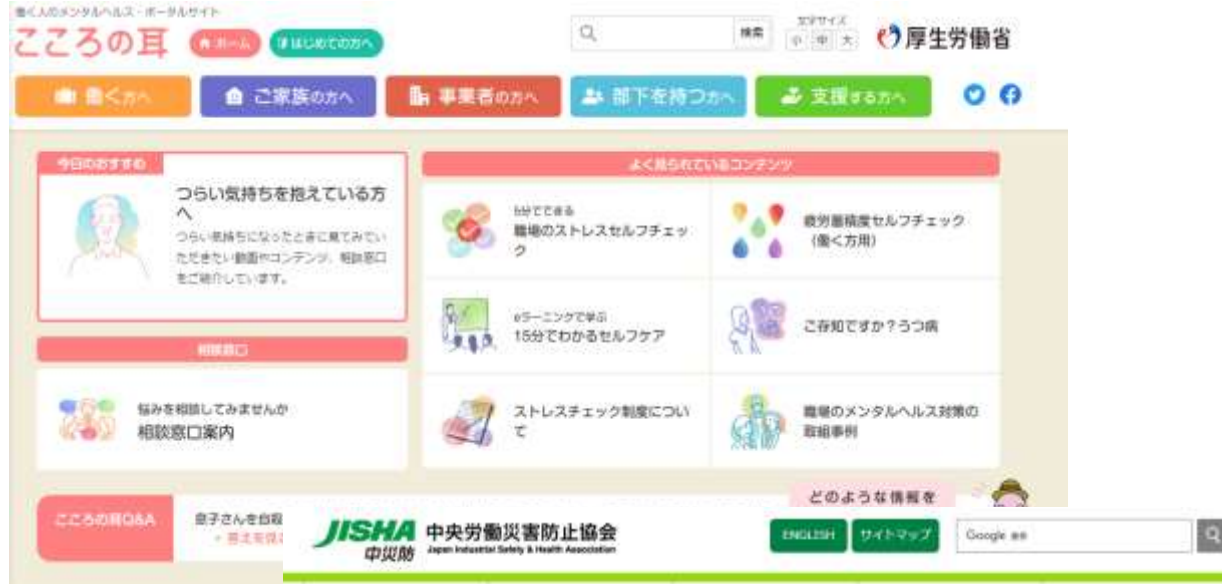 働く人のメンタルヘルス・ポータルサイト
こころの耳
ホーム
はじめての方へ
検索
文字サイズ
小 中 大
厚生労働省
働く方へ
ご家族の方へ
事業者の方へ
部下を持つ方へ
支援する方へ
今日のおすすめ
つらい気持ちを抱えている方
へ
つらい気持ちになったときに見てみてい
ただきたい動画やコンテンツ、相談窓口
をご紹介しています。
相談窓口
悩みを相談してみませんか
相談窓口案内
よく見られているコンテンツ
5分でできる
職場のストレスセルフチェッ
ク
疲労蓄積度セルフチェック
(働く方用)
eラーニングで学ぶ
15分でわかるセルフケア
ご存知ですか?うつ病
ストレスチェック制度につい
て
職場のメンタルヘルス対策の
取組事例
こころの耳Q&A
息子さんを自殺
どのような情報を
JISHA 中央労働災害防止協会
中災防 Japan Industrial Safety & Health Association
ENGLISH
サイトマップ
Google